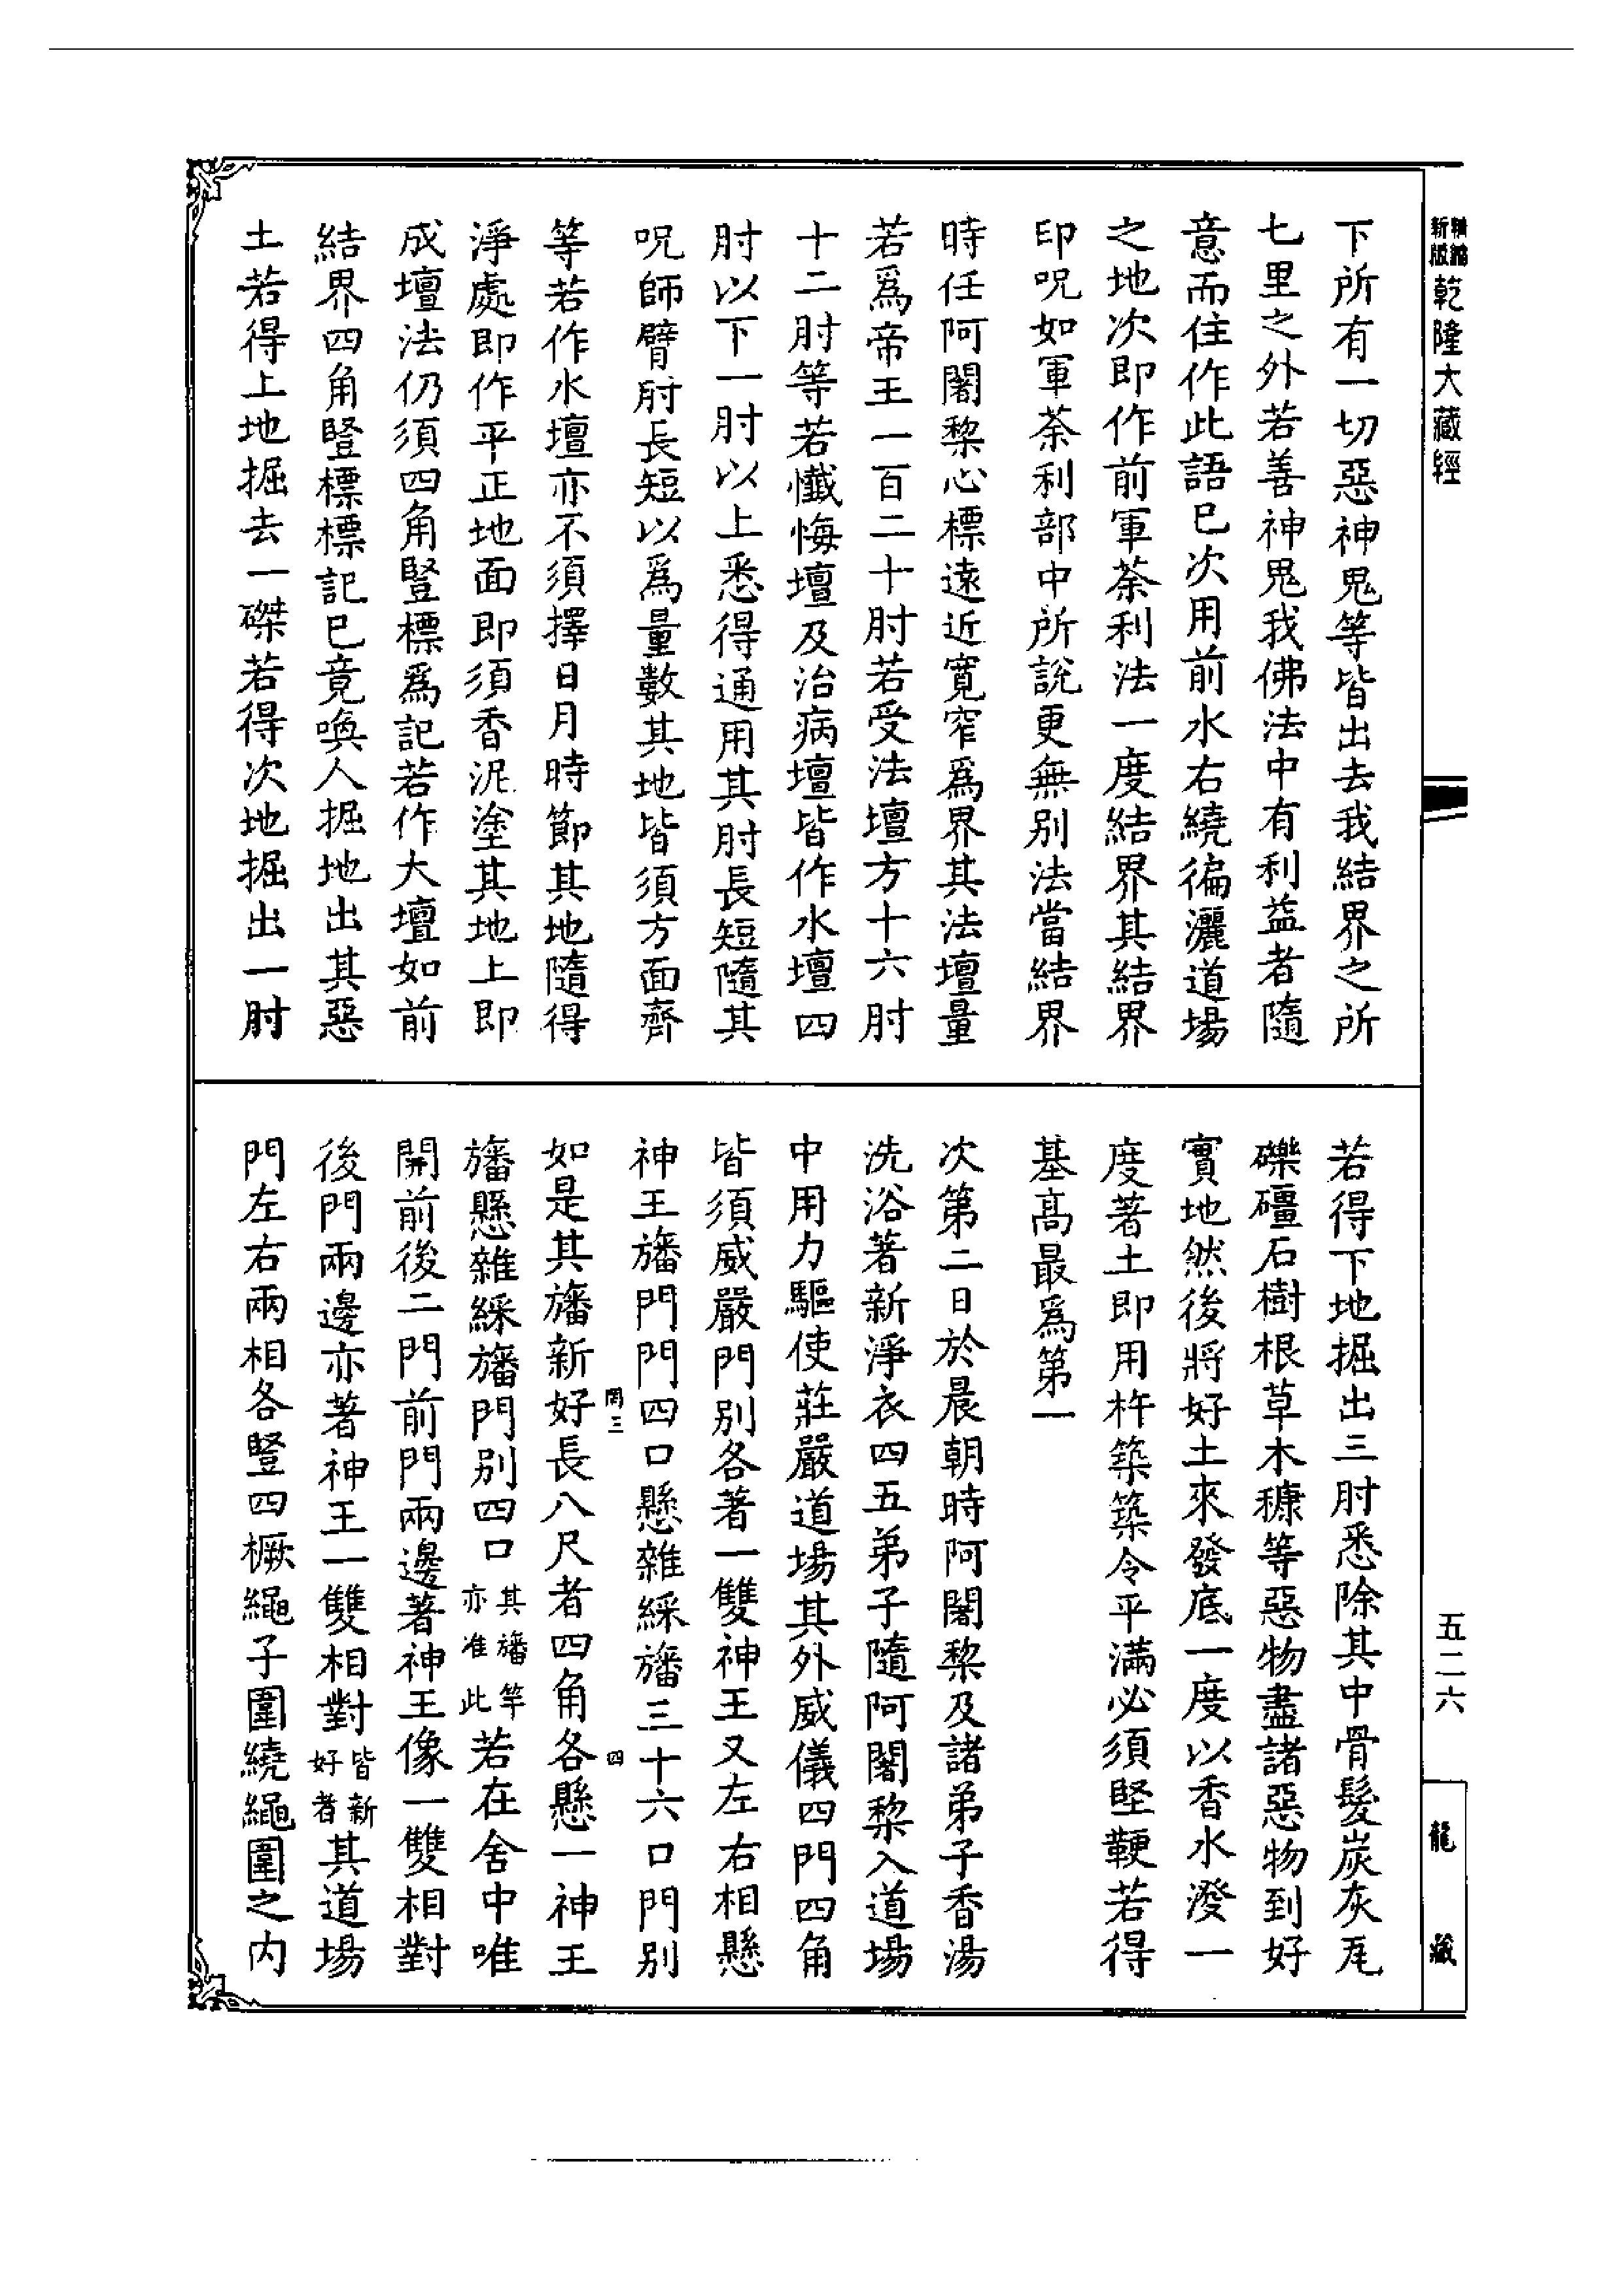 新編
新版
乾隆大藏經
五二六
龍藏
下所有一切惡神鬼等皆出去我結界之所
七里之外若善神鬼我佛法中有利益者隨
意而住作此語已次用前水右繞徧灑道場
之地次即作前軍荼利法一度結界其結界
印呪如軍荼利部中所說更無別法當結界
時任阿闍黎心標遠近寬窄爲界其法壇量
若爲帝王一百二十肘若受法壇方十六肘
十二肘等若懺悔壇及治病壇皆作水壇四
肘以下一肘以上悉得通用其肘長短隨其
呪師臂肘長短以爲量數其地皆須方面齊
等若作水壇亦不須擇日月時節其地隨得
淨處即作平正地面即須香泥塗其地上即
成壇法仍須四角豎標爲記若作大壇如前
結界四角豎標標記已竟喚人掘地出其惡
土若得上地掘去一磔若得次地掘出一肘
若得下地掘出三肘悉除其中骨髮炭灰瓦
礫礓石樹根草木糠等惡物盡諸惡物到好
實地然後將好土來發底一度以香水潑一
度著土即用杵築築令平滿必須堅鞕若得
基高最爲第一
次第二日於晨朝時阿闍黎及諸弟子香湯
洗浴著新淨衣四五弟子隨阿闍黎入道場
中用力驅使莊嚴道場其外威儀四門四角
皆須威嚴門別各著一雙神王又左右相懸
神王旛門門四口懸雜綵旛三十六口門別
罔三
四
如是其旛新好長八尺者四角各懸一神王
旛懸雜綵旛門別四口其旛竿亦准此若在舍中唯
開前後二門前門兩邊著神王像一雙相對
後門兩邊亦著神王一雙相對皆新好者其道場
門左右兩相各豎四橛繩子圍繞繩圍之內